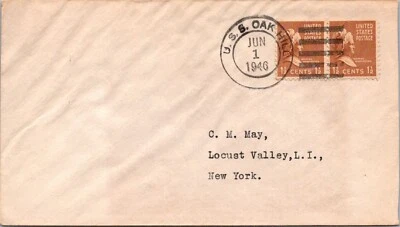 U. S. S. OAK HILL
JUN
1
1946
UNITED STATES POSTAGE
UNITED STATES POSTAGE
1½ CENTS 1½
1½ CENTS 1½
C. M. May,
Locust Valley, L.I.,
New York.